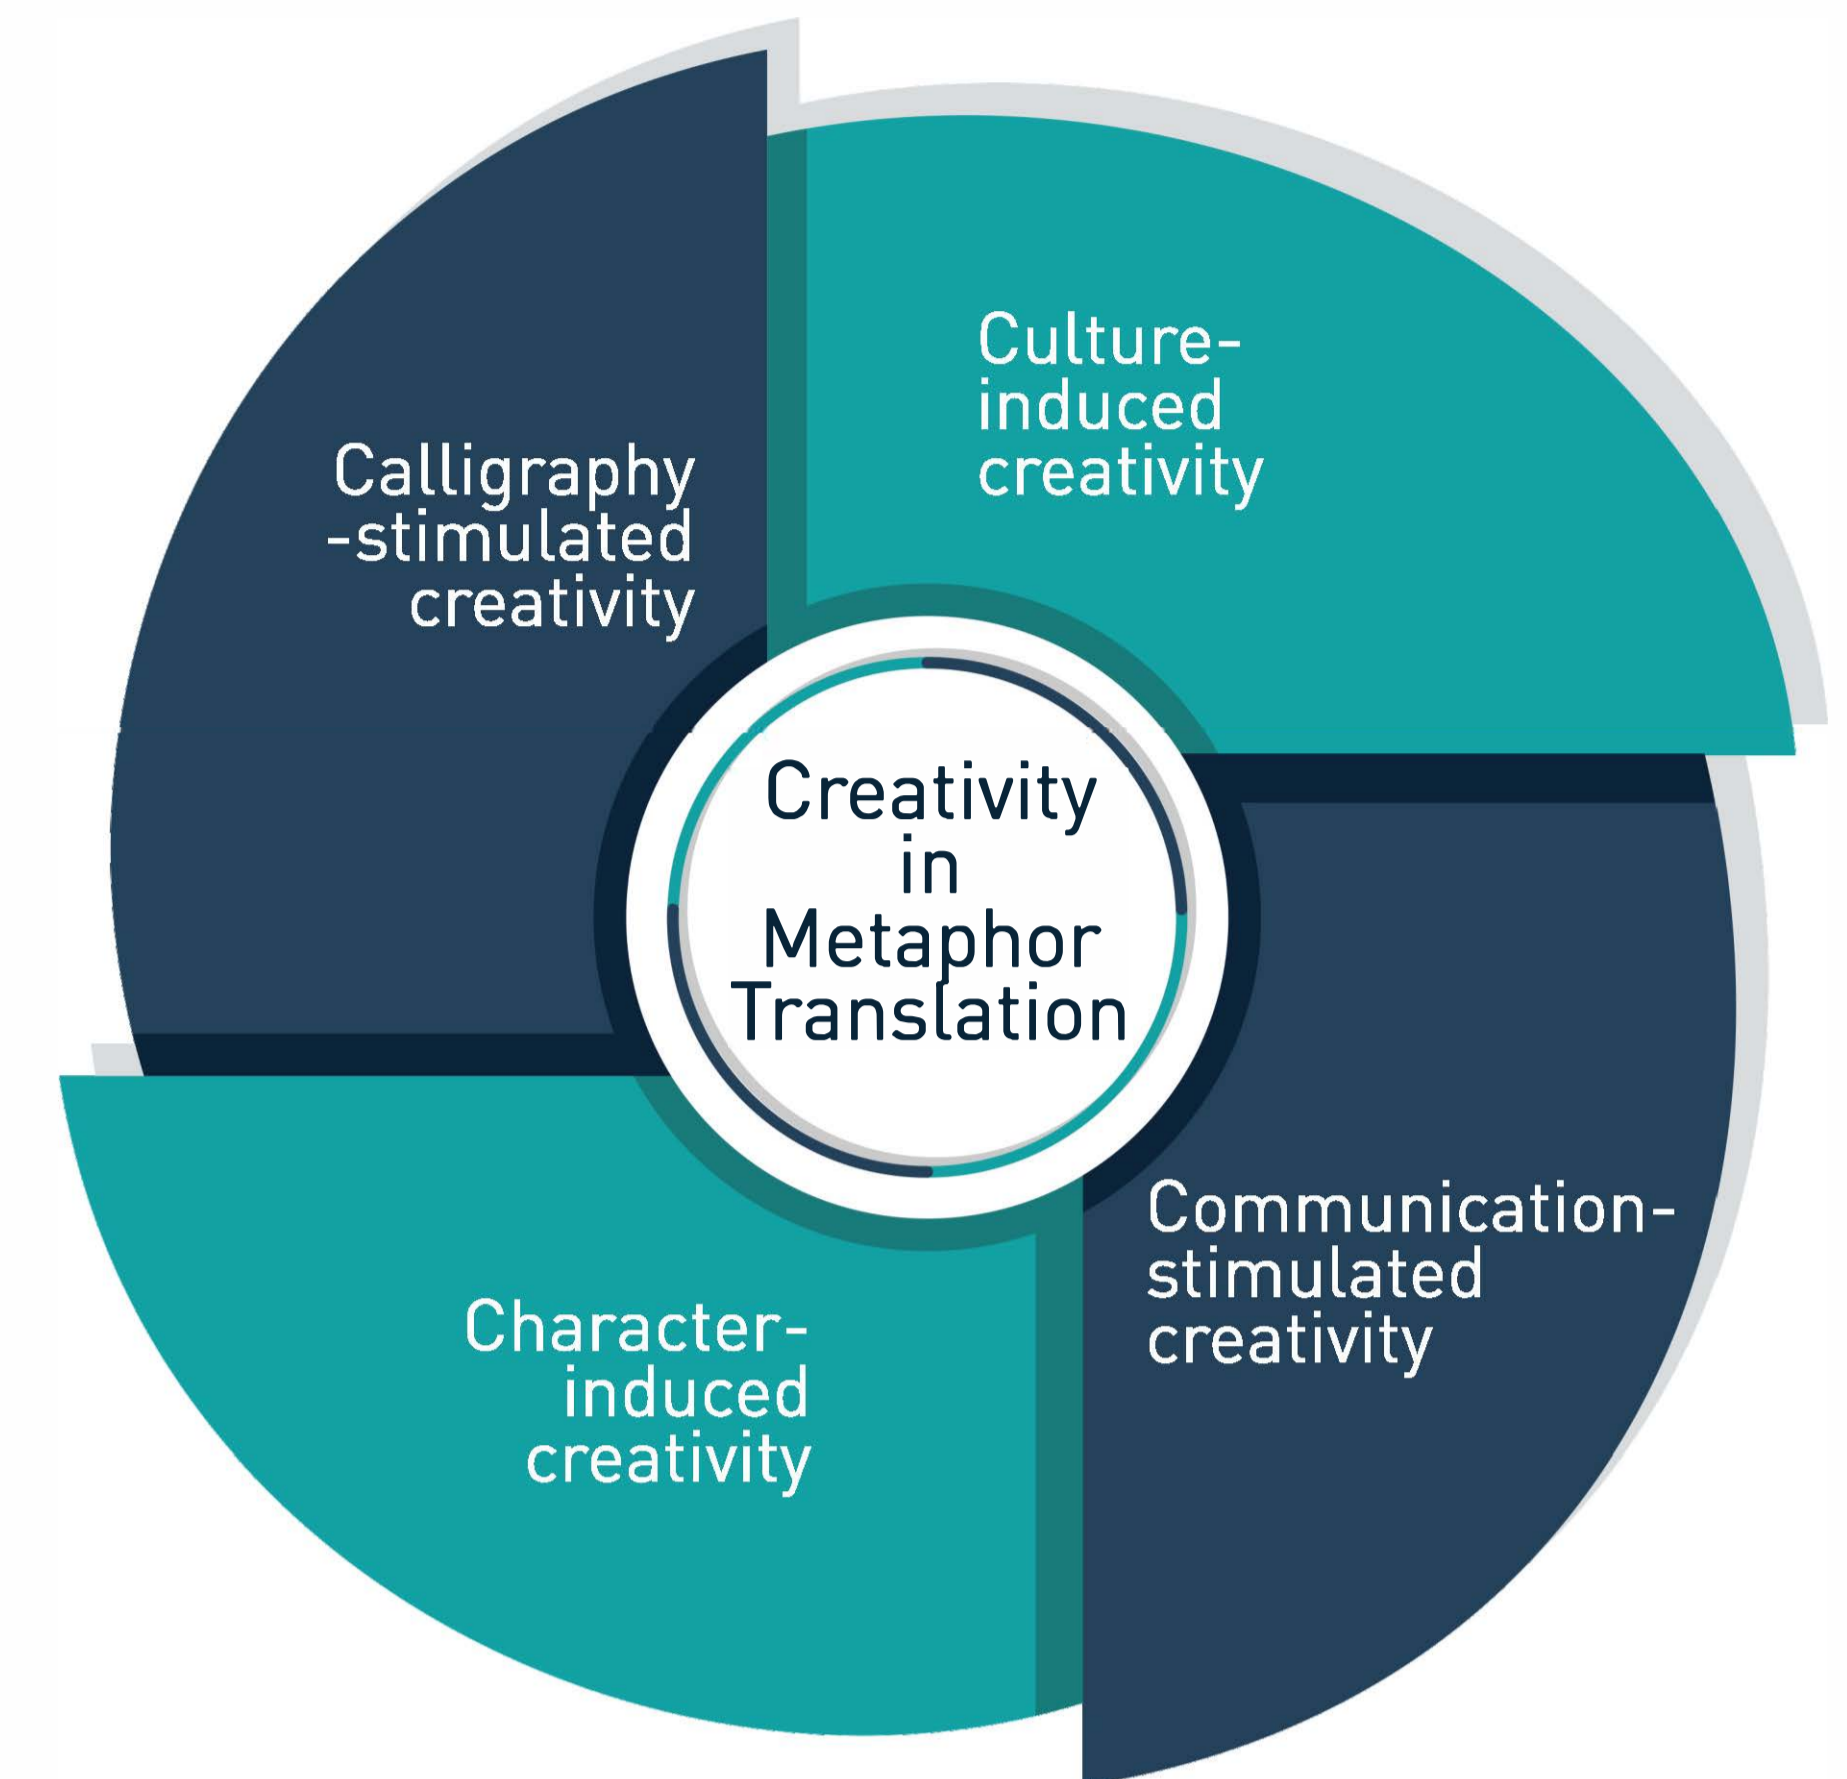 Culture-
induced
creativity
Calligraphy
-stimulated
creativity
Creativity
in
Metaphor
Translation
Communication-
stimulated
creativity
Character-
induced
creativity